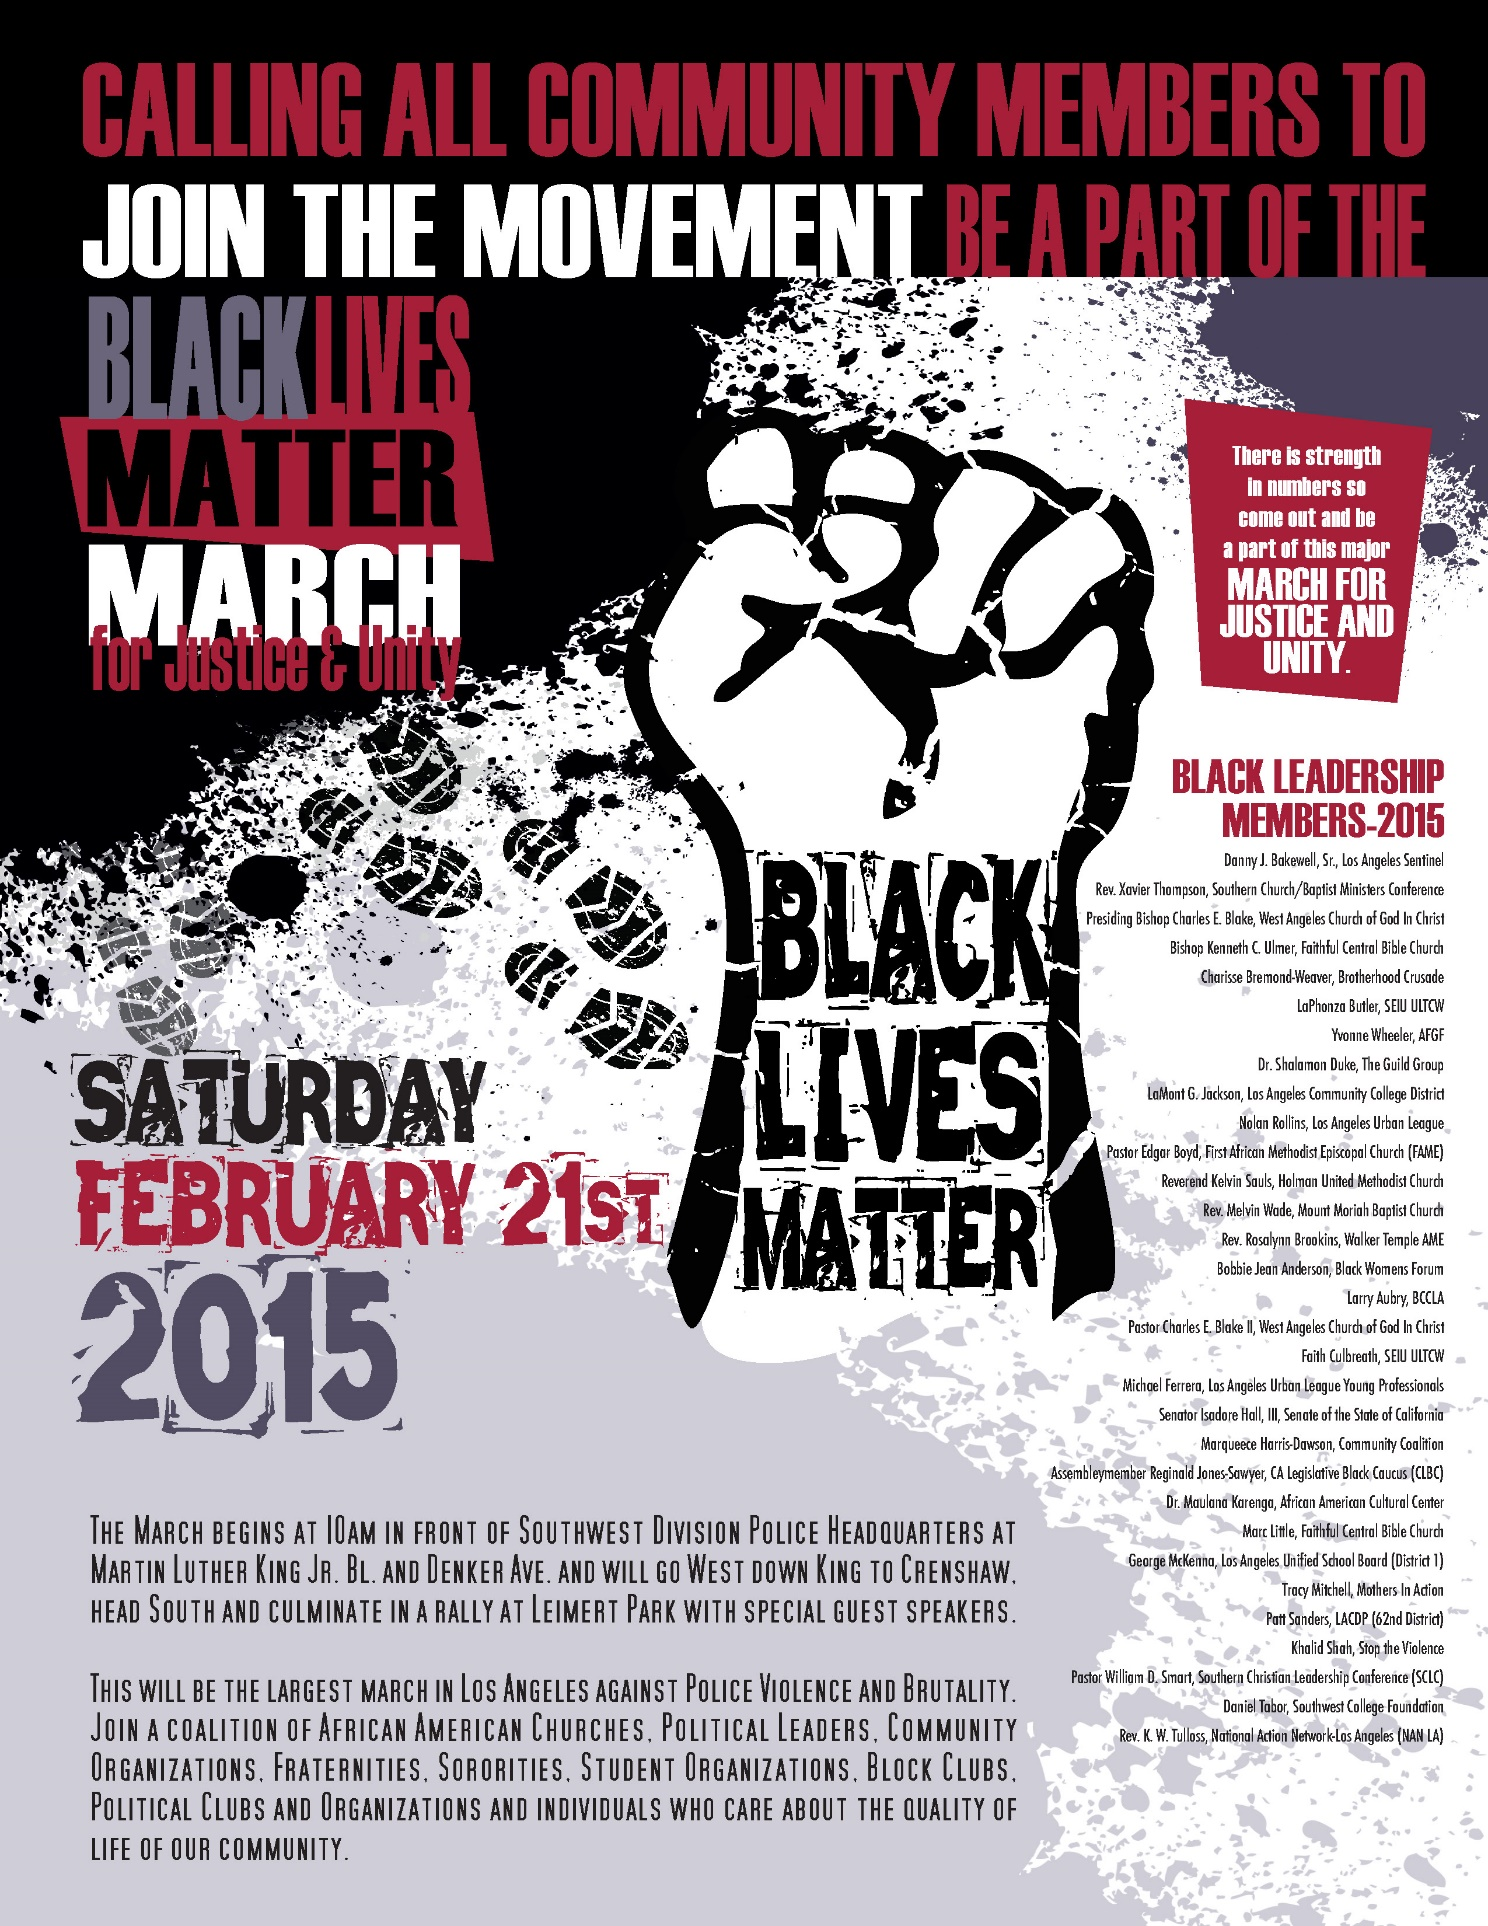 CALLING ALL COMMUNITY MEMBERS TO
JOIN THE MOVEMENT BE A PART OF THE
BLACK LIVES
MATTER
MARCH
for Justice & Unity
There is strength
in numbers so
come out and be
a part of this major
MARCH FOR
JUSTICE AND
UNITY.
BLACK
LIVES
MATTER
SATURDAY
FEBRUARY 21ST
2015
BLACK LEADERSHIP
MEMBERS-2015
Danny J. Bakewell, Sr., Los Angeles Sentinel
Rev. Xavier Thompson, Southern Church/Baptist Ministers Conference
Presiding Bishop Charles E. Blake, West Angeles Church of God In Christ
Bishop Kenneth C. Ulmer, Faithful Central Bible Church
Charisse Bremond-Weaver, Brotherhood Crusade
LaPhonza Butler, SEIU ULTCW
Yvonne Wheeler, AFGF
Dr. Shalamon Duke, The Guild Group
LaMont G. Jackson, Los Angeles Community College District
Nolan Rollins, Los Angeles Urban League
Pastor Edgar Boyd, First African Methodist Episcopal Church (FAME)
Reverend Kelvin Sauls, Holman United Methodist Church
Rev. Melvin Wade, Mount Moriah Baptist Church
Rev. Rosalynn Brookins, Walker Temple AME
Bobbie Jean Anderson, Black Womens Forum
Larry Aubry, BCCLA
Pastor Charles E. Blake II, West Angeles Church of God In Christ
Faith Culbreath, SEIU ULTCW
Michael Ferrera, Los Angeles Urban League Young Professionals
Senator Isadore Hall, III, Senate of the State of California
Marqueece Harris-Dawson, Community Coalition
Assembleymember Reginald Jones-Sawyer, CA Legislative Black Caucus (CLBC)
Dr. Maulana Karenga, African American Cultural Center
Marc Little, Faithful Central Bible Church
George McKenna, Los Angeles Unified School Board (District 1)
Tracy Mitchell, Mothers In Action
Patt Sanders, LACDP (62nd District)
Khalid Shah, Stop the Violence
Pastor William D. Smart, Southern Christian Leadership Conference (SCLC)
Daniel Tabor, Southwest College Foundation
Rev. K. W. Tulloss, National Action Network-Los Angeles (NAN LA)
THE MARCH BEGINS AT 10AM IN FRONT OF SOUTHWEST DIVISION POLICE HEADQUARTERS AT
MARTIN LUTHER KING JR. BL. AND DENKER AVE. AND WILL GO WEST DOWN KING TO CRENSHAW,
HEAD SOUTH AND CULMINATE IN A RALLY AT LEIMERT PARK WITH SPECIAL GUEST SPEAKERS.
THIS WILL BE THE LARGEST MARCH IN LOS ANGELES AGAINST POLICE VIOLENCE AND BRUTALITY.
JOIN A COALITION OF AFRICAN AMERICAN CHURCHES, POLITICAL LEADERS, COMMUNITY
ORGANIZATIONS, FRATERNITIES, SORORITIES, STUDENT ORGANIZATIONS, BLOCK CLUBS,
POLITICAL CLUBS AND ORGANIZATIONS AND INDIVIDUALS WHO CARE ABOUT THE QUALITY OF
LIFE OF OUR COMMUNITY.